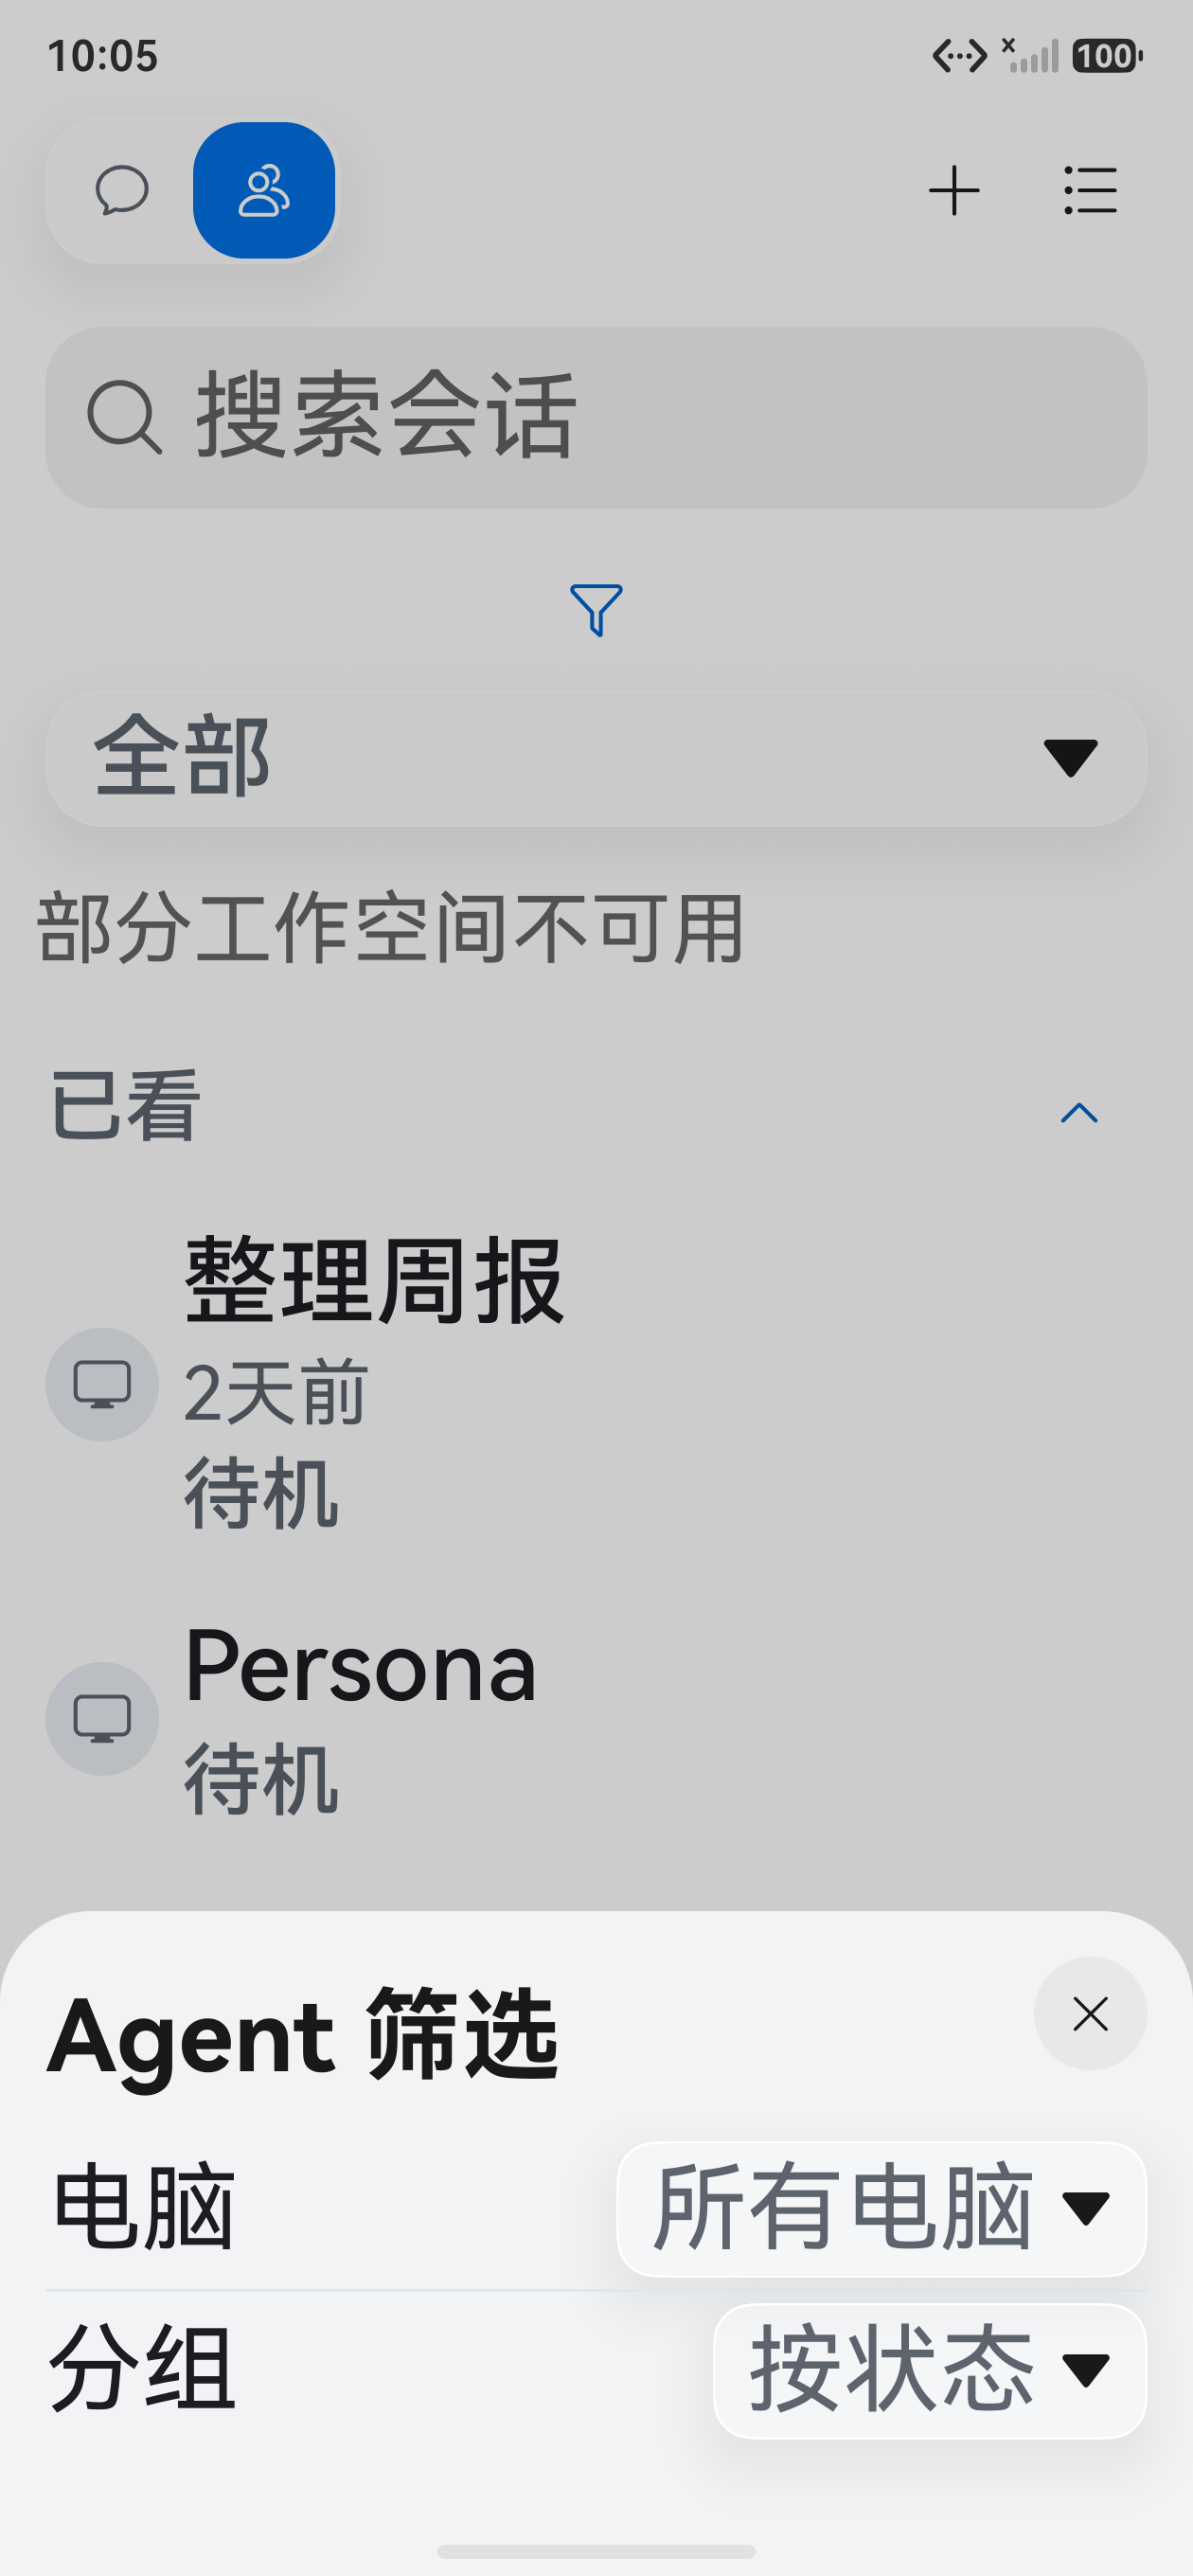 10:05
100
搜索会话
全部
部分工作空间不可用
已看
整理周报
2天前
待机
Persona
待机
Agent 筛选
电脑
所有电脑
分组
按状态